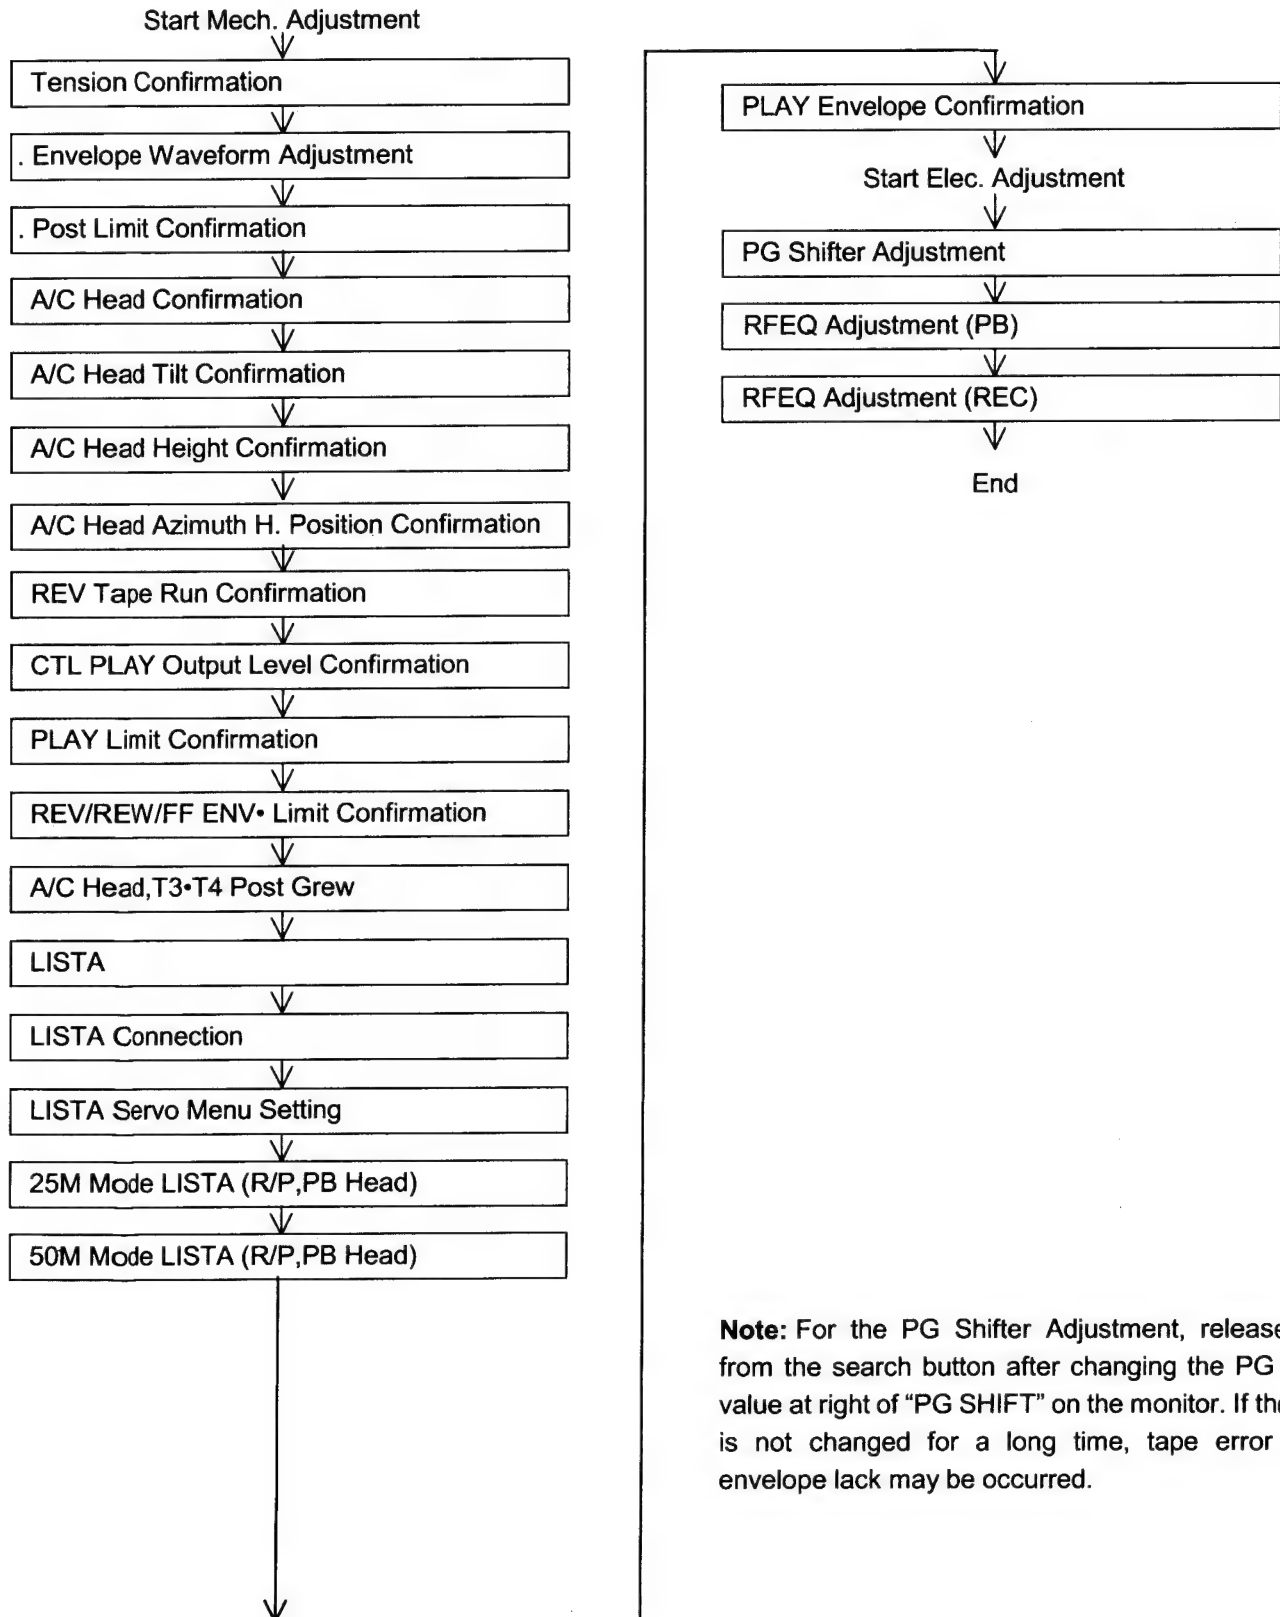 Start Mech. Adjustment
Tension Confirmation
. Envelope Waveform Adjustment
. Post Limit Confirmation
A/C Head Confirmation
A/C Head Tilt Confirmation
A/C Head Height Confirmation
A/C Head Azimuth H. Position Confirmation
REV Tape Run Confirmation
CTL PLAY Output Level Confirmation
PLAY Limit Confirmation
REV/REW/FF ENV• Limit Confirmation
A/C Head,T3•T4 Post Grew
LISTA
LISTA Connection
LISTA Servo Menu Setting
25M Mode LISTA (R/P,PB Head)
50M Mode LISTA (R/P,PB Head)
PLAY Envelope Confirmation
Start Elec. Adjustment
PG Shifter Adjustment
RFEQ Adjustment (PB)
RFEQ Adjustment (REC)
End
Note: For the PG Shifter Adjustment, release
from the search button after changing the PG
value at right of “PG SHIFT” on the monitor. If
is not changed for a long time, tape error
envelope lack may be occurred.